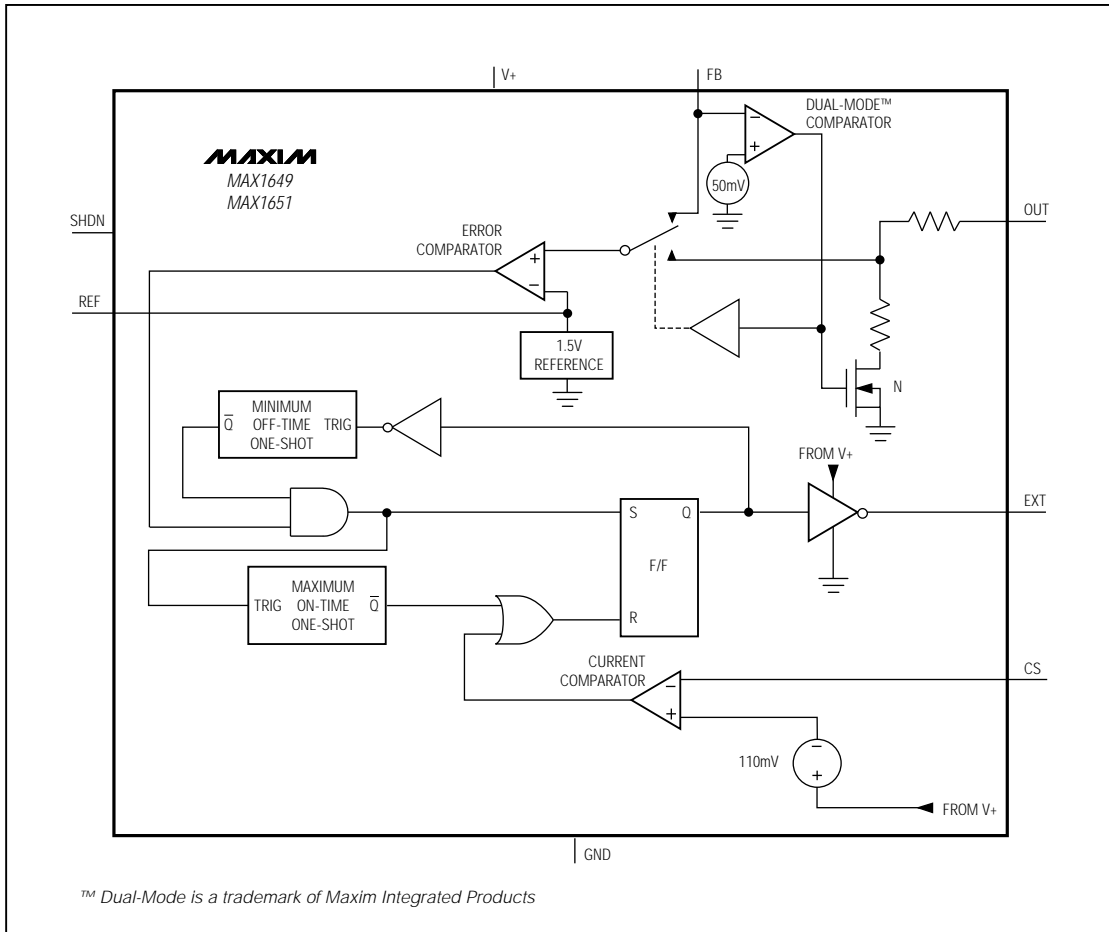 V+
FB
DUAL-MODE™
COMPARATOR
−
+
50mV
MAXIM
MAX1649
MAX1651
SHDN
OUT
ERROR
COMPARATOR
+
−
REF
1.5V
REFERENCE
N
MINIMUM
Q̅ OFF-TIME TRIG
ONE-SHOT
FROM V+
EXT
S Q
F/F
R
MAXIMUM
TRIG ON-TIME Q̅
ONE-SHOT
CURRENT
COMPARATOR
−
+
CS
110mV
−
+
FROM V+
GND
™ Dual-Mode is a trademark of Maxim Integrated Products